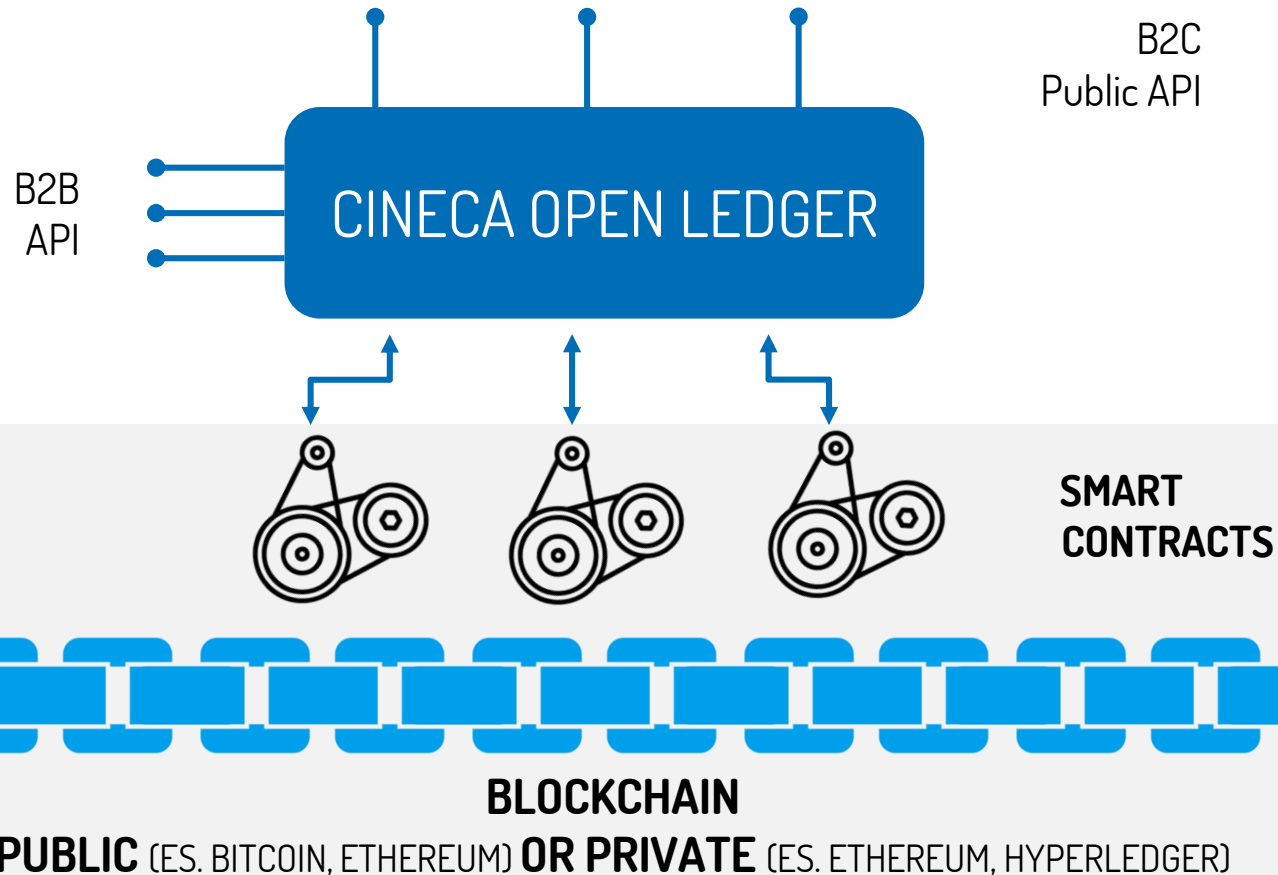 B2C
Public API
B2B
API
CINECA OPEN LEDGER
SMART
CONTRACTS
BLOCKCHAIN
PUBLIC (ES. BITCOIN, ETHEREUM) OR PRIVATE (ES. ETHEREUM, HYPERLEDGER)